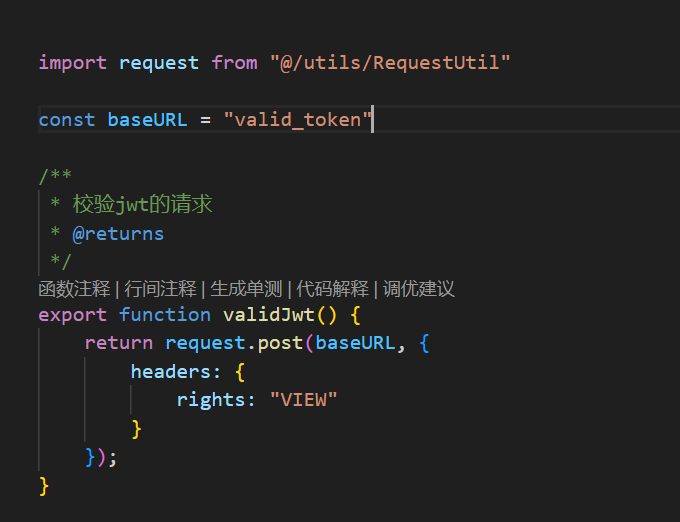 import request from "@/utils/RequestUtil"
const baseURL = "valid_token"
/**
 * 校验jwt的请求
 * @returns
 */
函数注释 | 行间注释 | 生成单测 | 代码解释 | 调优建议
export function validJwt() {
    return request.post(baseURL, {
        headers: {
            rights: "VIEW"
        }
    });
}